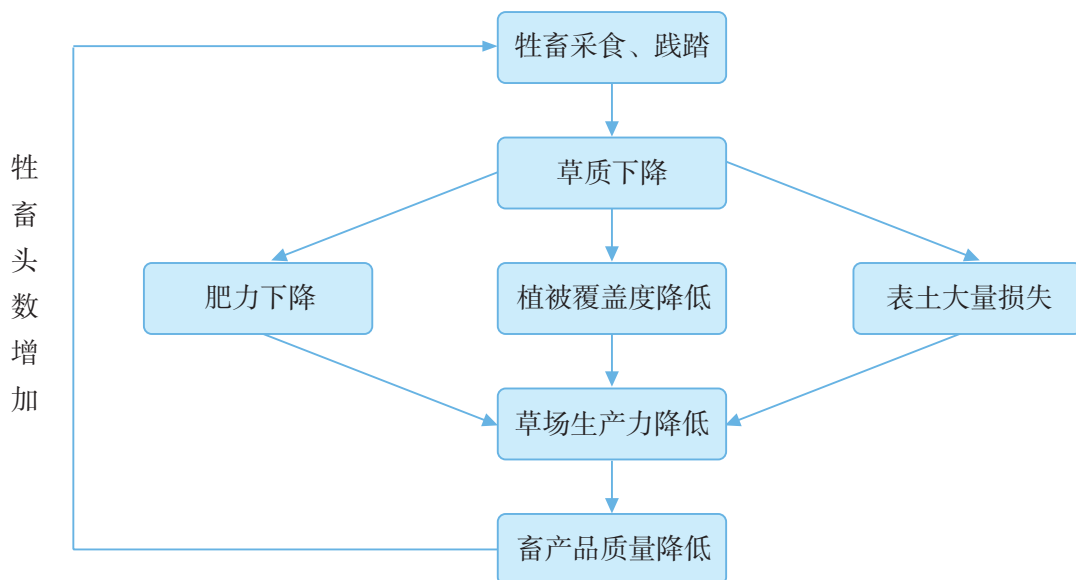 牲畜采食、践踏
草质下降
肥力下降
植被覆盖度降低
表土大量损失
草场生产力降低
畜产品质量降低
牲畜头数增加